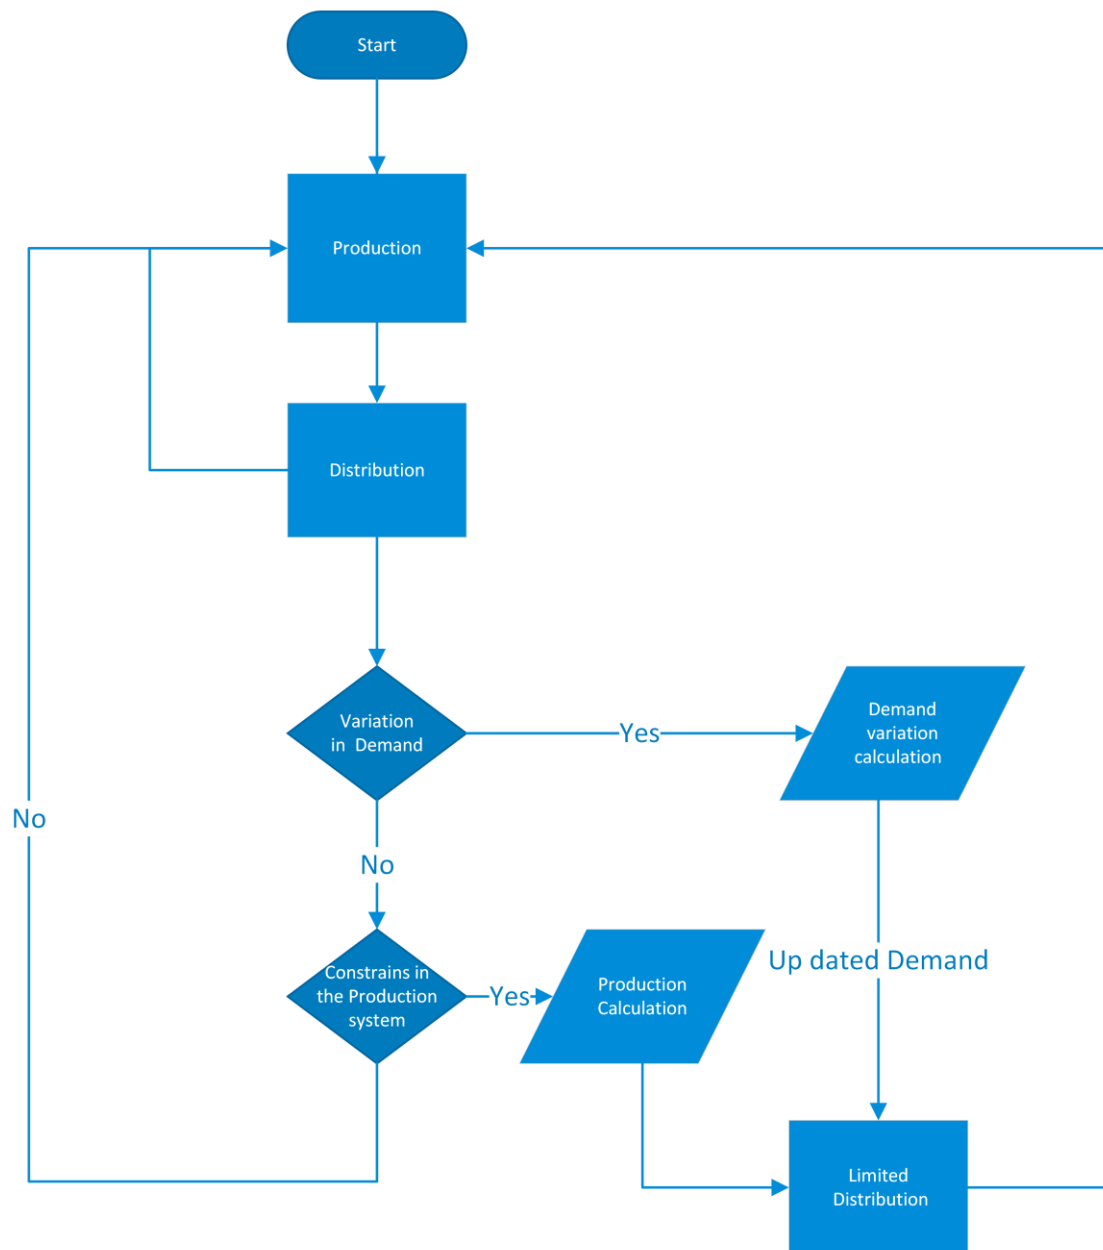 Start
Production
Distribution
Variation
in  Demand
Yes
Demand
variation
calculation
No
No
Constrains in
the Production
system
Yes
Production
Calculation
Up dated Demand
Limited
Distribution